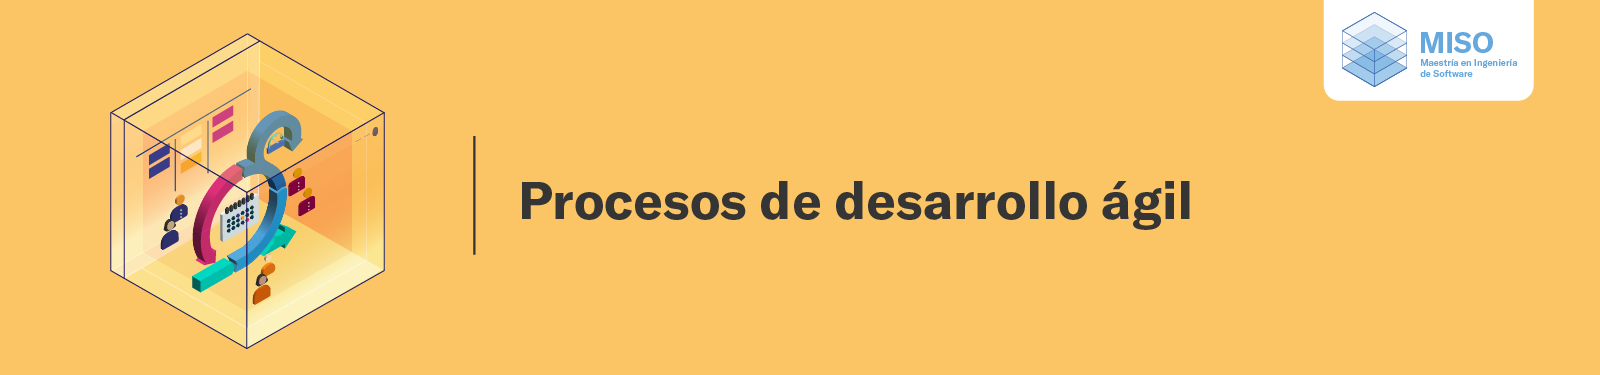 MISO
Maestría en Ingeniería
de Software
Procesos de desarrollo ágil